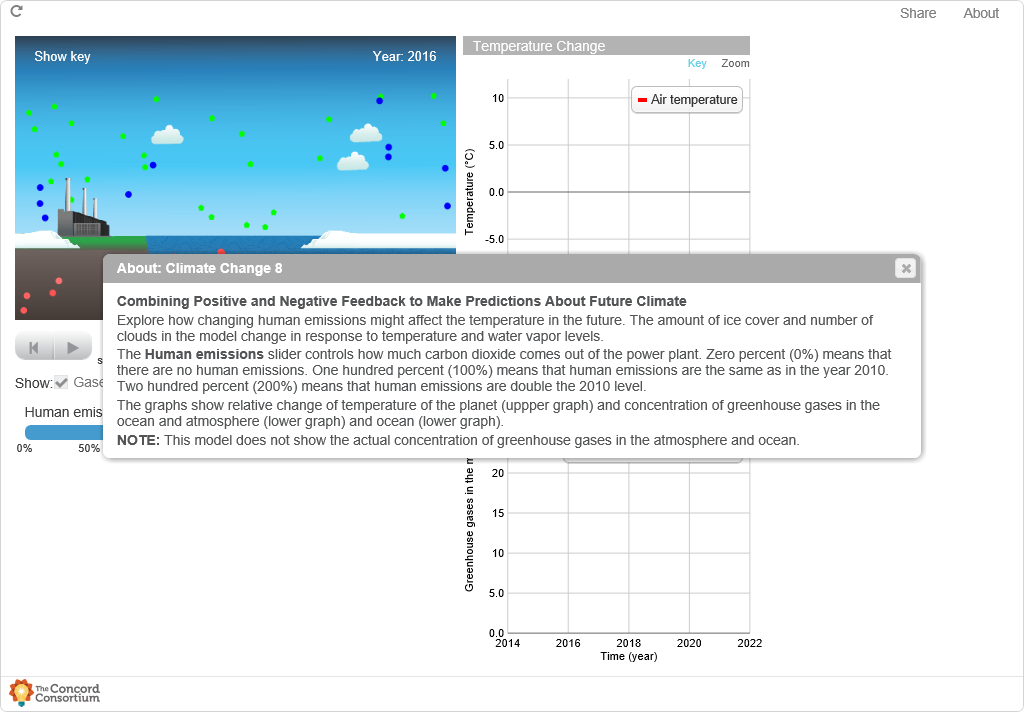 Share About
Show key
Year: 2016
Temperature Change
Key Zoom
Air temperature
10
5.0
0.0
-5.0
Temperature (°C)
About: Climate Change 8
Combining Positive and Negative Feedback to Make Predictions About Future Climate
Explore how changing human emissions might affect the temperature in the future. The amount of ice cover and number of
clouds in the model change in response to temperature and water vapor levels.
The Human emissions slider controls how much carbon dioxide comes out of the power plant. Zero percent (0%) means that
there are no human emissions. One hundred percent (100%) means that human emissions are the same as in the year 2010.
Two hundred percent (200%) means that human emissions are double the 2010 level.
The graphs show relative change of temperature of the planet (uppper graph) and concentration of greenhouse gases in the
ocean and atmosphere (lower graph) and ocean (lower graph).
NOTE: This model does not show the actual concentration of greenhouse gases in the atmosphere and ocean.
Show: Gase
Human emis
0% 50%
Greenhouse gases in the m
20
15
10
5.0
0.0
2014 2016 2018 2020 2022
Time (year)
The Concord
Consortium